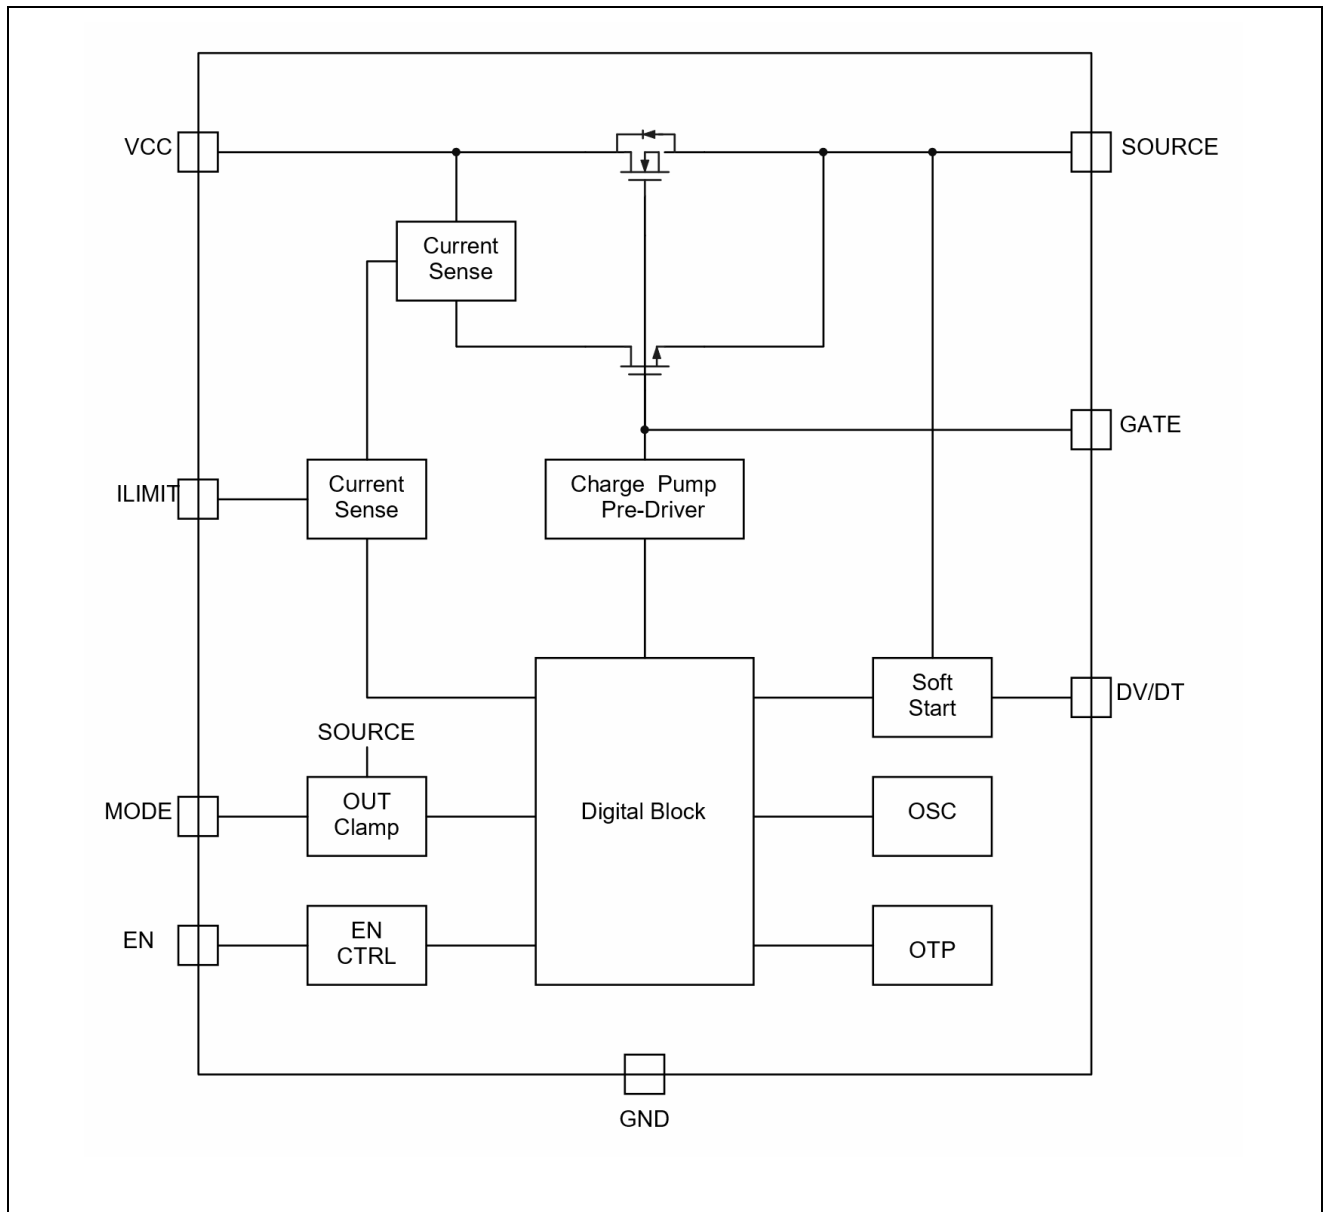 VCC
SOURCE
Current
Sense
GATE
ILIMIT
Current
Sense
Charge Pump
Pre-Driver
Soft
Start
DV/DT
SOURCE
MODE
OUT
Clamp
Digital Block
OSC
EN
EN
CTRL
OTP
GND